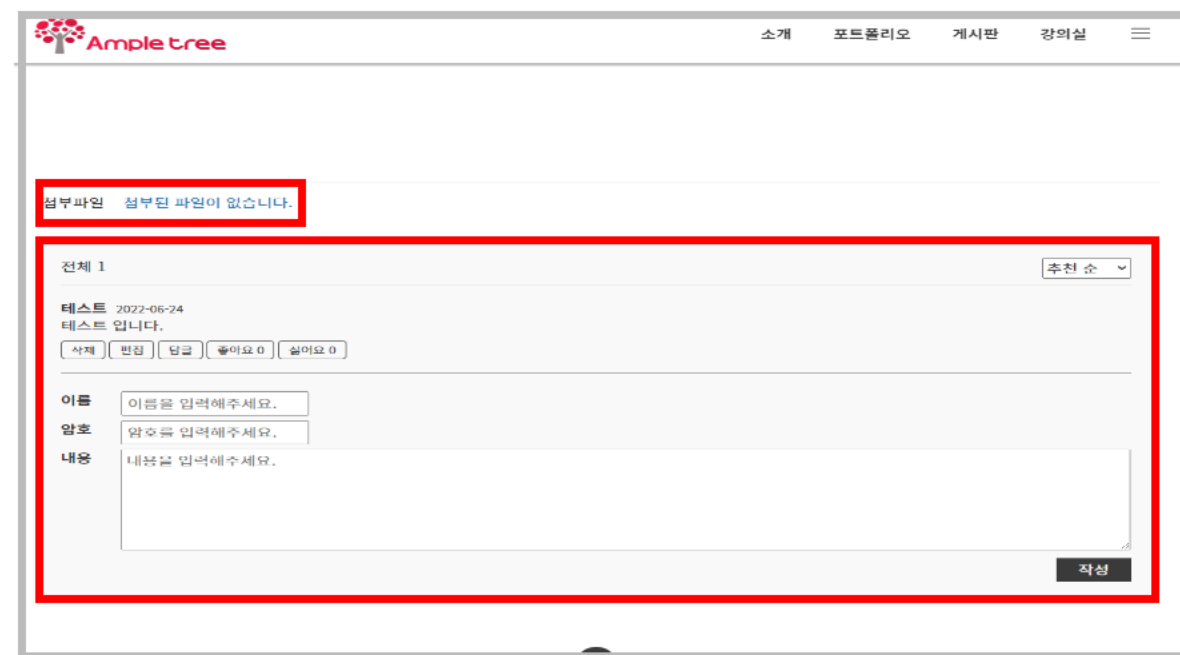 Ample tree
소개 포트폴리오 게시판 강의실
첨부파일 첨부된 파일이 없습니다.
전체 1
추천 순
테스트 2022-06-24
테스트 입니다.
삭제 편집 답글 좋아요 0 싫어요 0
이름 이름을 입력해주세요.
암호 암호를 입력해주세요.
내용 내용을 입력해주세요.
작성